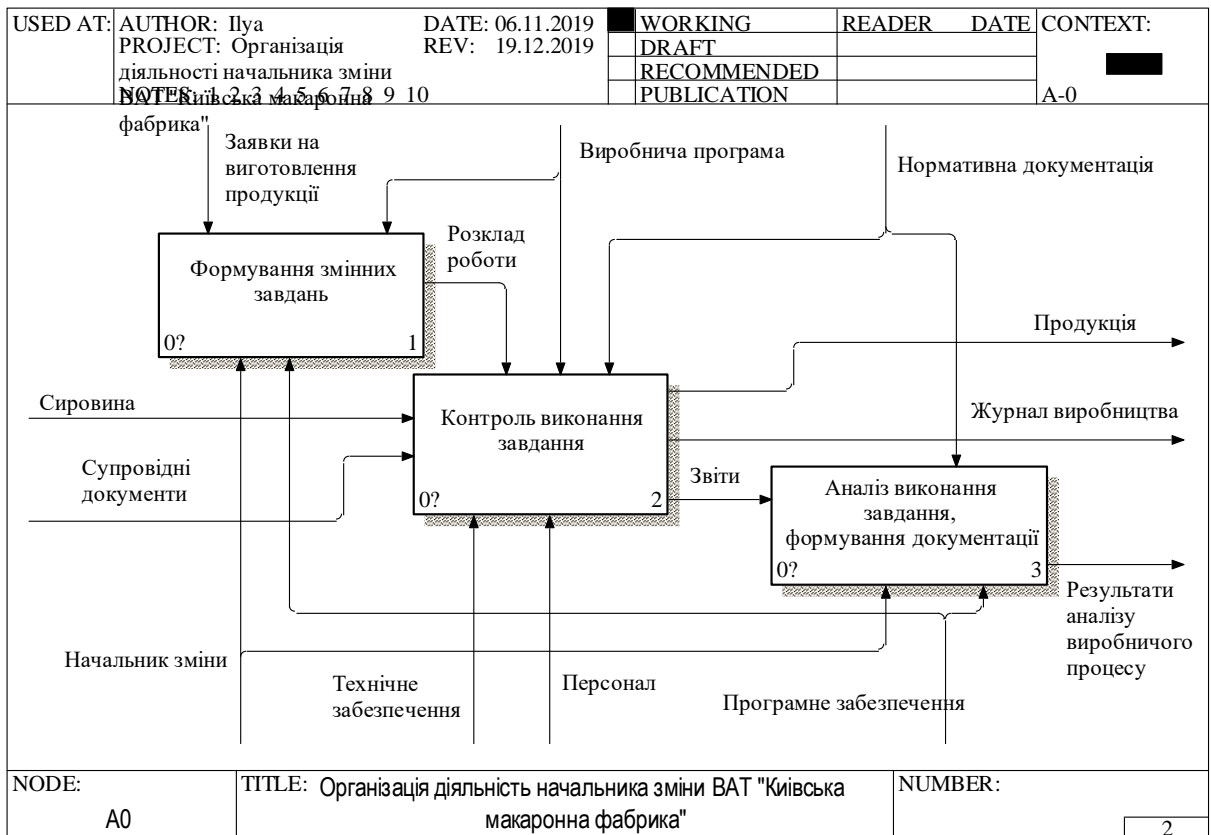 USED AT:
AUTHOR: Ilya
DATE: 06.11.2019
PROJECT: Організація
діяльності начальника зміни
ВАТ "Київська макаронна
фабрика"
REV: 19.12.2019
NOTES: 1 2 3 4 5 6 7 8 9 10
WORKING
DRAFT
RECOMMENDED
PUBLICATION
READER
DATE
CONTEXT:
A-0
Заявки на
виготовлення
продукції
Виробнича програма
Нормативна документація
Формування змінних
завдань
0?
1
Розклад
роботи
Продукція
Сировина
Контроль виконання
завдання
0?
2
Журнал виробництва
Супровідні
документи
Звіти
Аналіз виконання
завдання,
формування документації
0?
3
Результати
аналізу
виробничого
процесу
Начальник зміни
Технічне
забезпечення
Персонал
Програмне забезпечення
NODE:
A0
TITLE: Організація діяльність начальника зміни ВАТ "Киівська
макаронна фабрика"
NUMBER:
2